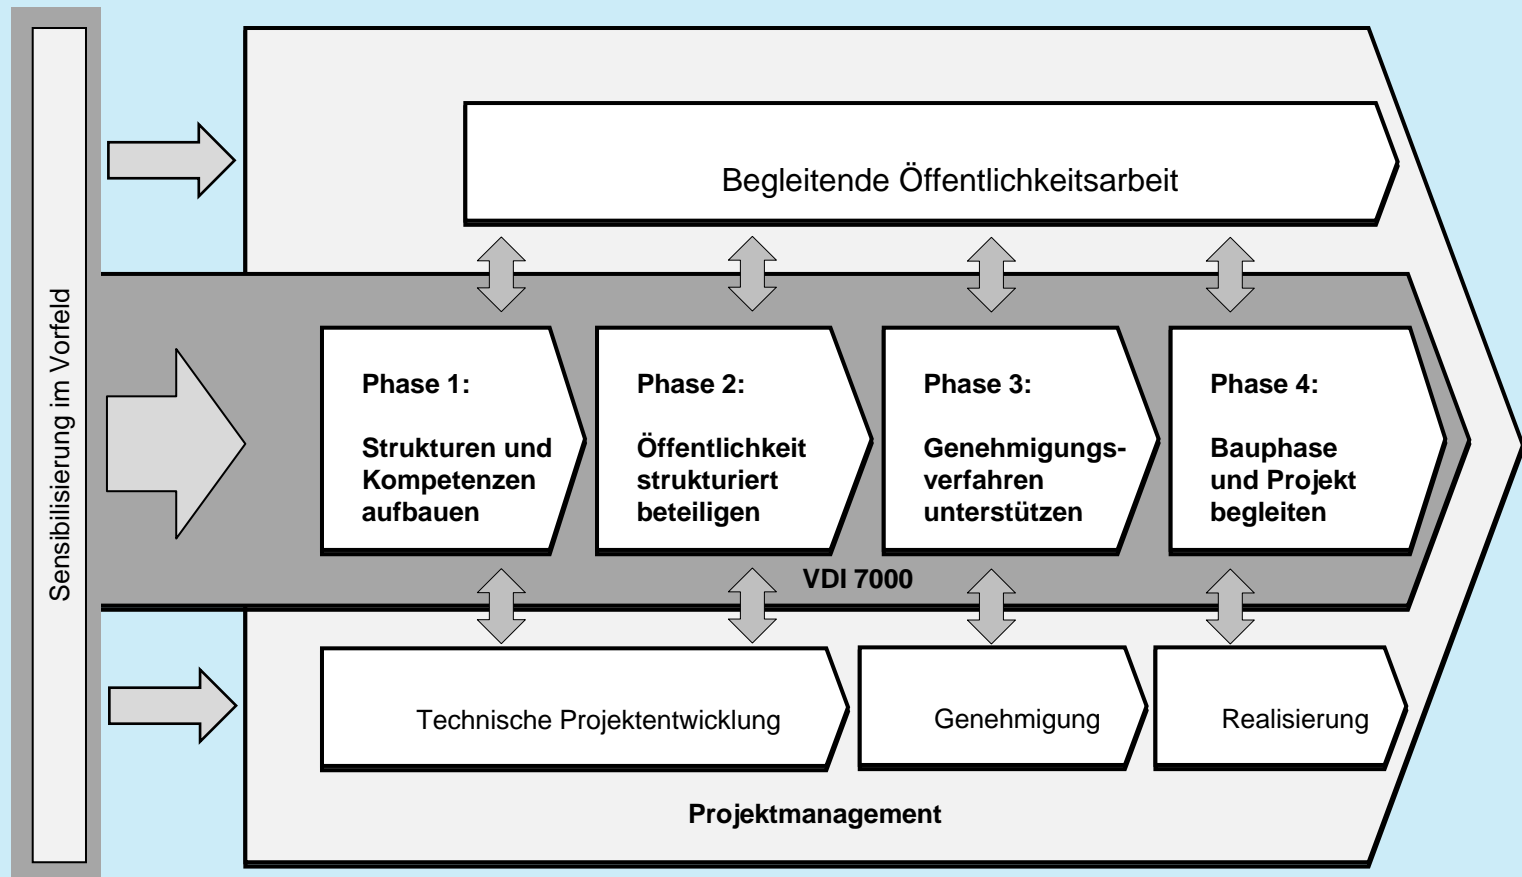 Sensibilisierung im Vorfeld
Begleitende Öffentlichkeitsarbeit
Phase 1:
Strukturen und
Kompetenzen
aufbauen
Phase 2:
Öffentlichkeit
strukturiert
beteiligen
Phase 3:
Genehmigungs-
verfahren
unterstützen
Phase 4:
Bauphase
und Projekt
begleiten
VDI 7000
Technische Projektentwicklung
Genehmigung
Realisierung
Projektmanagement